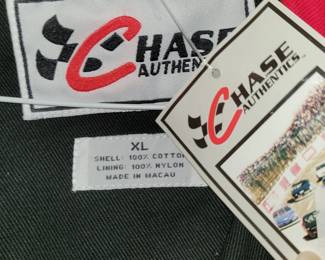 CHASE
AUTHENTICS
CHASE
AUTHENTICS
XL
SHELL: 100% COTTON
LINING: 100% NYLON
MADE IN MACAU